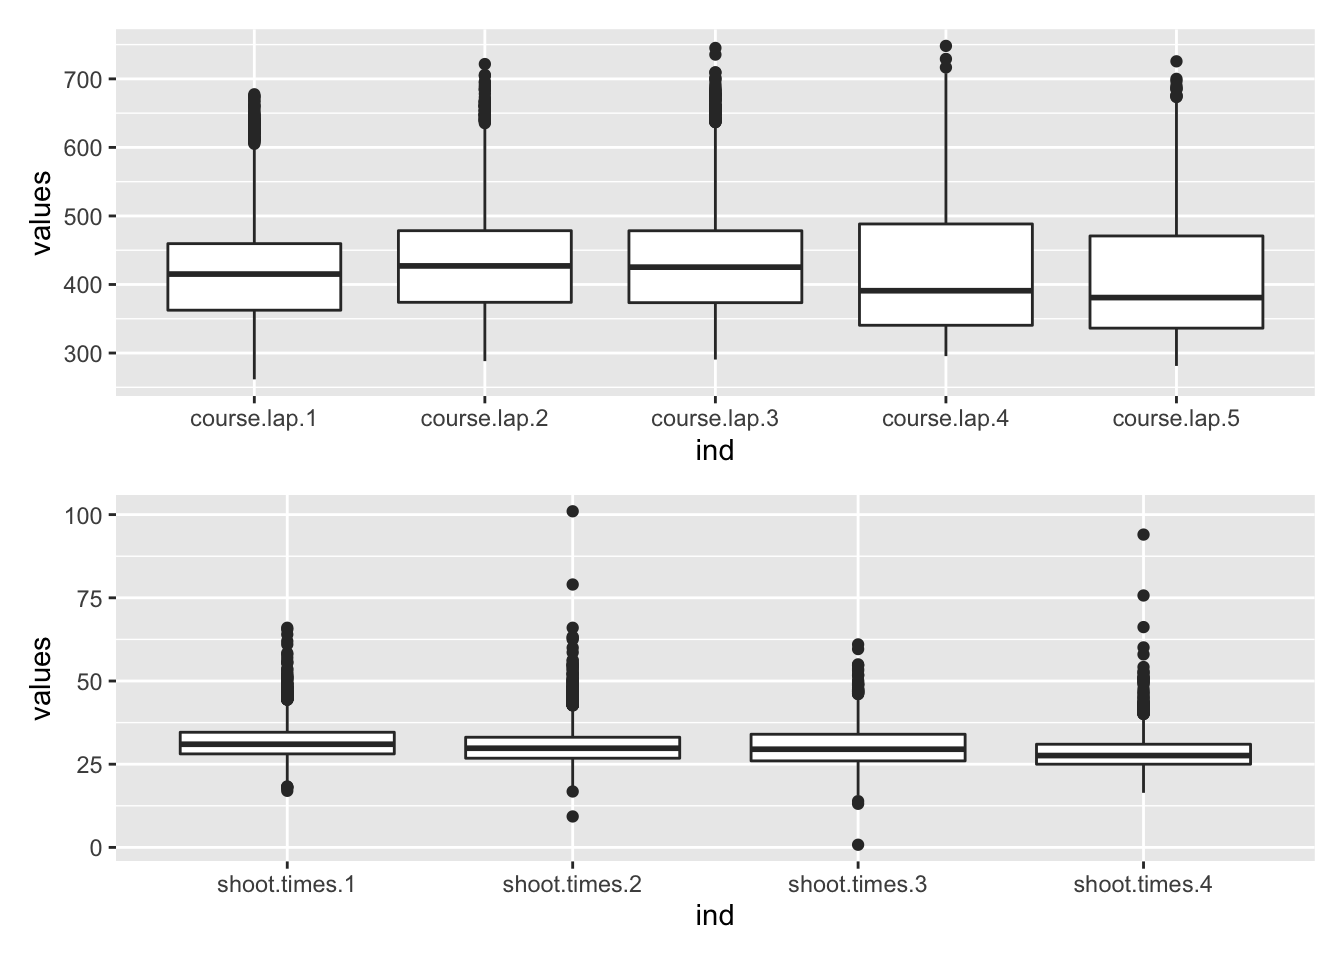 values
700
600
500
400
300
course.lap.1 course.lap.2 course.lap.3 course.lap.4 course.lap.5
ind
values
100
75
50
25
0
shoot.times.1 shoot.times.2 shoot.times.3 shoot.times.4
ind